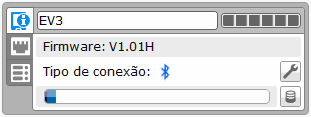 EV3
Firmware: V1.01H
Tipo de conexão: